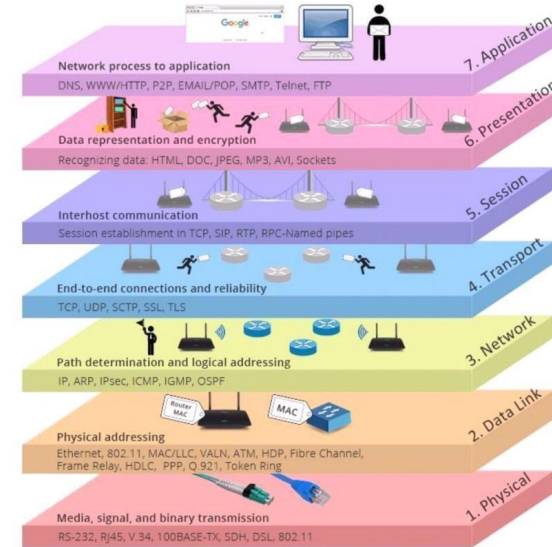 Google
Network process to application
DNS, WWW/HTTP, P2P, EMAIL/POP, SMTP, Telnet, FTP
7. Application
Data representation and encryption
Recognizing data: HTML, DOC, JPEG, MP3, AVI, Sockets
6. Presentation
Interhost communication
Session establishment in TCP, SIP, RTP, RPC-Named pipes
5. Session
End-to-end connections and reliability
TCP, UDP, SCTP, SSL, TLS
4. Transport
Path determination and logical addressing
IP, ARP, IPsec, ICMP, IGMP, OSPF
3. Network
Router
MAC
MAC
Physical addressing
Ethernet, 802.11, MAC/LLC, VALN, ATM, HDP, Fibre Channel,
Frame Relay, HDLC, PPP, Q.921, Token Ring
2. Data Link
Media, signal, and binary transmission
RS-232, RJ45, V.34, 100BASE-TX, SDH, DSL, 802.11
1. Physical